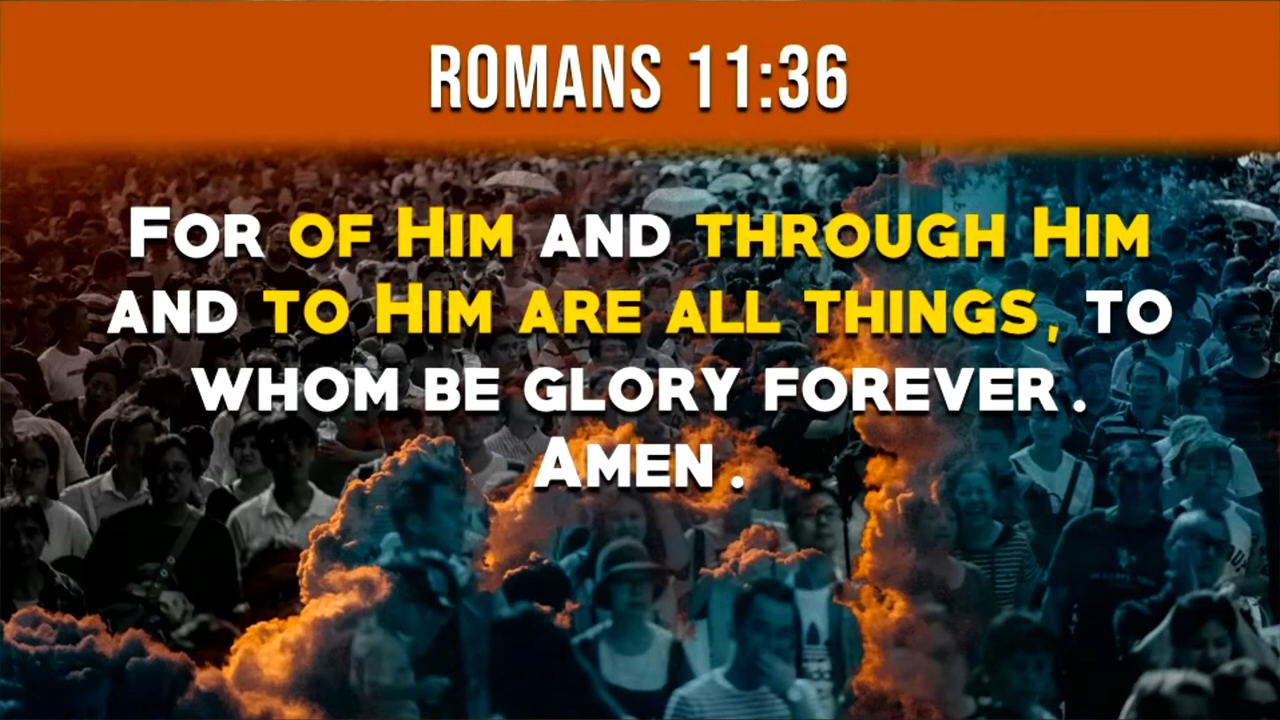 ROMANS 11:36
FOR OF HIM AND THROUGH HIM
AND TO HIM ARE ALL THINGS, TO
WHOM BE GLORY FOREVER.
AMEN.